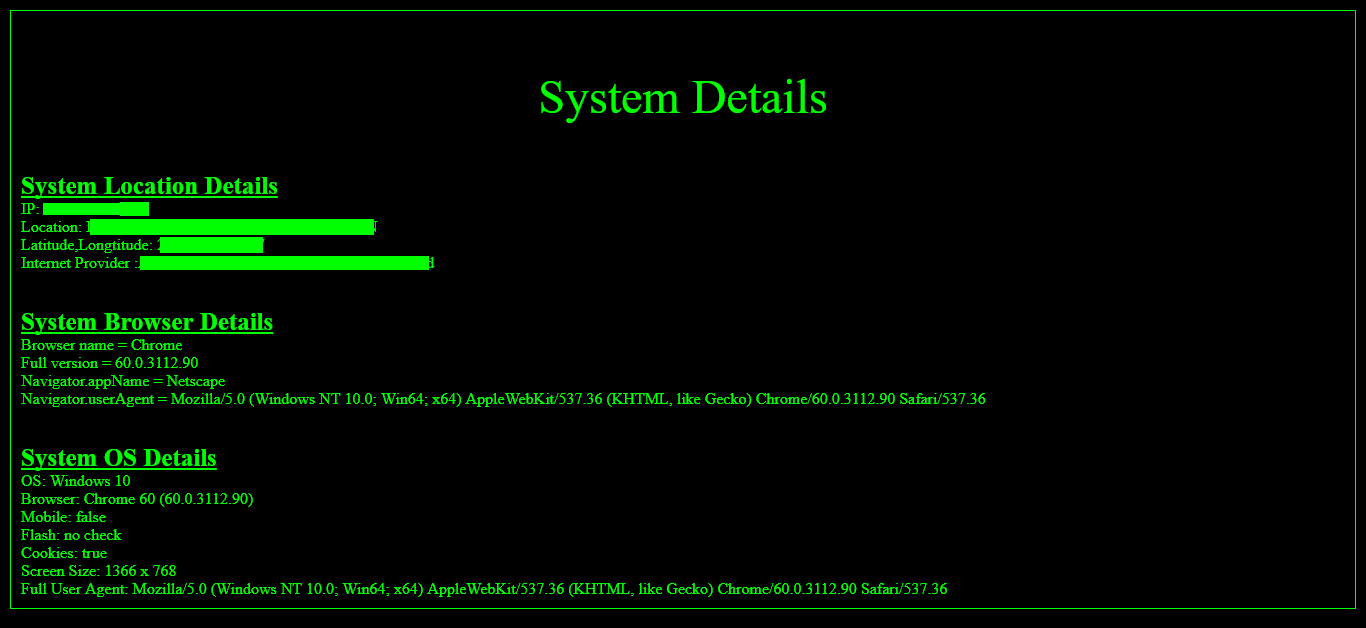 System Details
System Location Details
IP:
Location:
Latitude,Longtitude:
Internet Provider :
System Browser Details
Browser name = Chrome
Full version = 60.0.3112.90
Navigator.appName = Netscape
Navigator.userAgent = Mozilla/5.0 (Windows NT 10.0; Win64; x64) AppleWebKit/537.36 (KHTML, like Gecko) Chrome/60.0.3112.90 Safari/537.36
System OS Details
OS: Windows 10
Browser: Chrome 60 (60.0.3112.90)
Mobile: false
Flash: no check
Cookies: true
Screen Size: 1366 x 768
Full User Agent: Mozilla/5.0 (Windows NT 10.0; Win64; x64) AppleWebKit/537.36 (KHTML, like Gecko) Chrome/60.0.3112.90 Safari/537.36